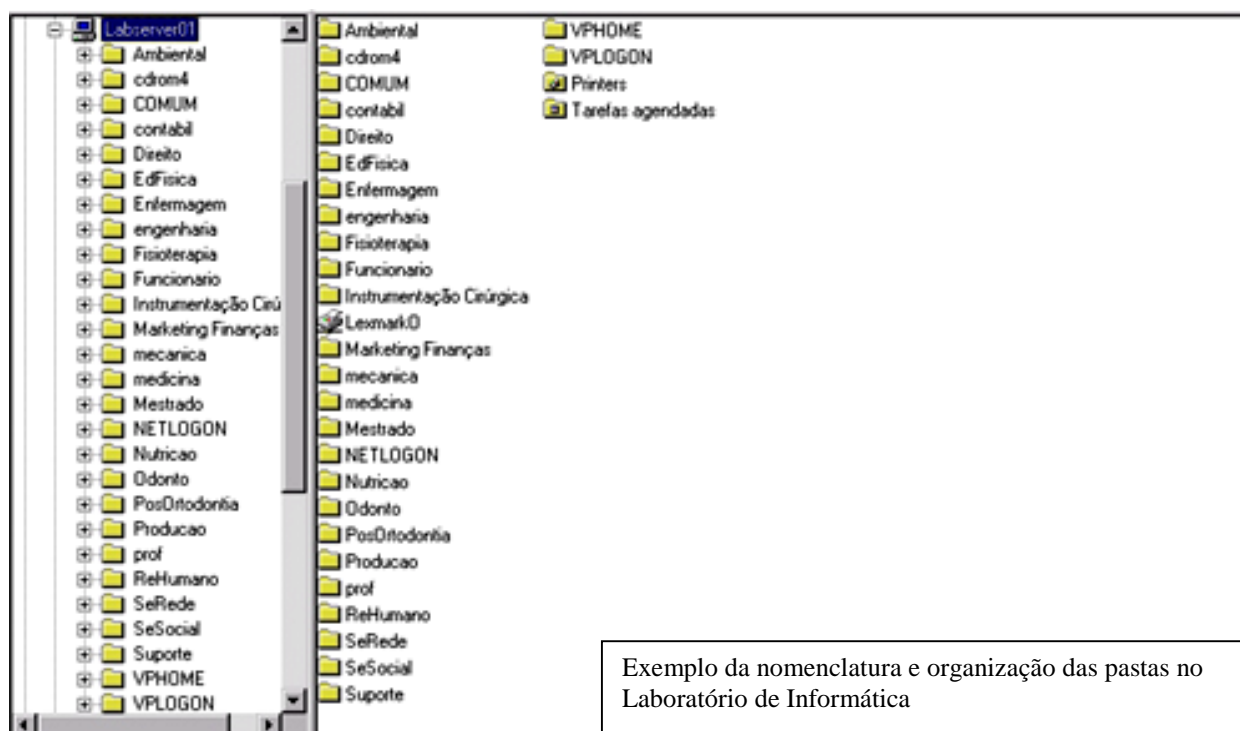 Labserver01
Ambiental
cdrom4
COMUM
contabil
Direito
EdFisica
Enfermagem
engenharia
Fisioterapia
Funcionario
Instrumentação Cirú
Marketing Finanças
mecanica
medicina
Mestrado
NETLOGON
Nutricao
Odonto
PosOrtodontia
Producao
prof
ReHumano
SeRede
SeSocial
Suporte
VPHOME
VPLOGON
Ambiental
cdrom4
COMUM
contabil
Direito
EdFisica
Enfermagem
engenharia
Fisioterapia
Funcionario
Instrumentação Cirúrgica
LexmarkO
Marketing Finanças
mecanica
medicina
Mestrado
NETLOGON
Nutricao
Odonto
PosOrtodontia
Producao
prof
ReHumano
SeRede
SeSocial
Suporte
VPHOME
VPLOGON
Printers
Tarefas agendadas
Exemplo da nomenclatura e organização das pastas no
Laboratório de Informática